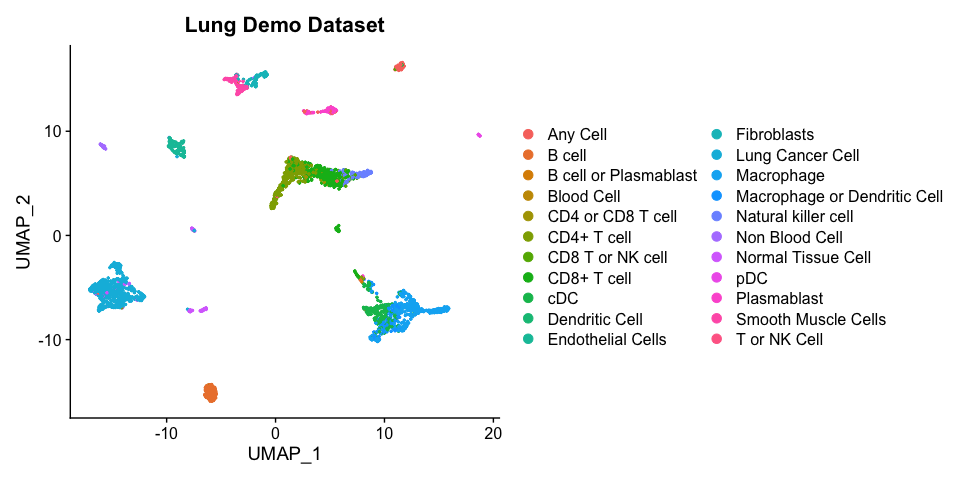 Lung Demo Dataset
UMAP_2
10
0
-10
-10
0
10
20
UMAP_1
Any Cell
B cell
B cell or Plasmablast
Blood Cell
CD4 or CD8 T cell
CD4+ T cell
CD8 T or NK cell
CD8+ T cell
cDC
Dendritic Cell
Endothelial Cells
Fibroblasts
Lung Cancer Cell
Macrophage
Macrophage or Dendritic Cell
Natural killer cell
Non Blood Cell
Normal Tissue Cell
pDC
Plasmablast
Smooth Muscle Cells
T or NK Cell